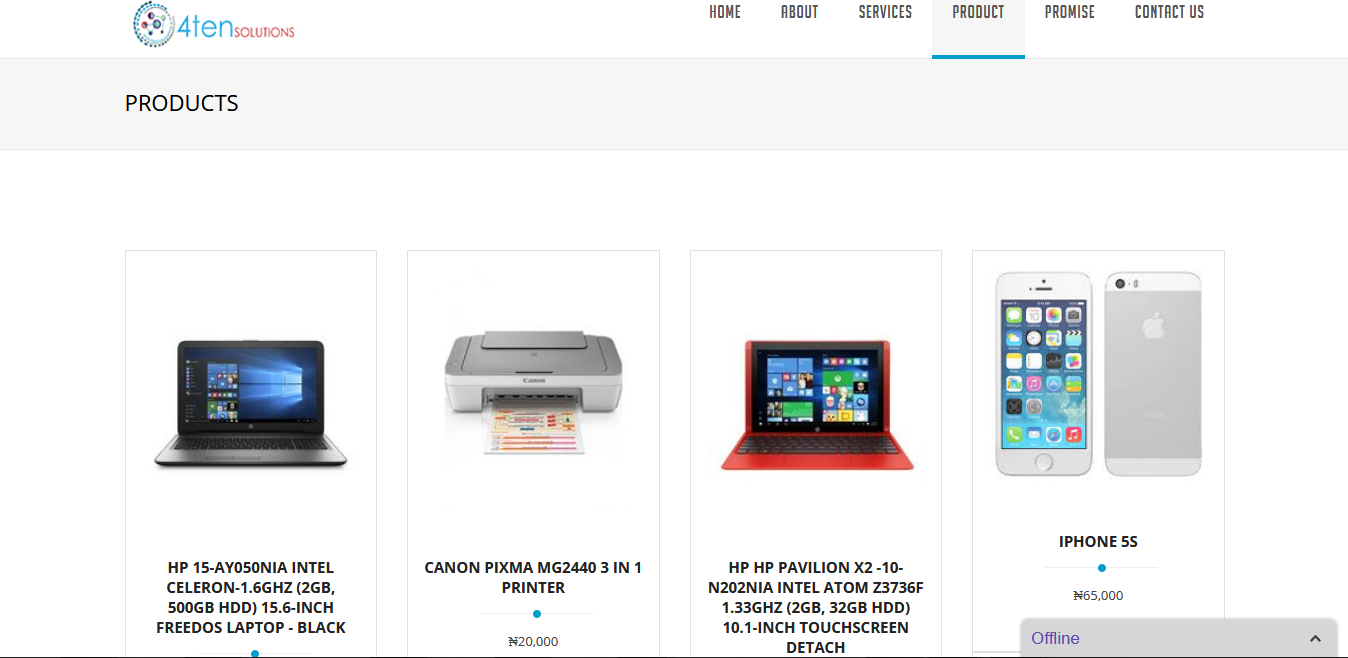 4ten SOLUTIONS
HOME
ABOUT
SERVICES
PRODUCT
PROMISE
CONTACT US
PRODUCTS
Canon
HP 15-AY050NIA INTEL
CELERON-1.6GHZ (2GB,
500GB HDD) 15.6-INCH
FREEDOS LAPTOP - BLACK
CANON PIXMA MG2440 3 IN 1
PRINTER
₦20,000
HP HP PAVILION X2 -10-
N202NIA INTEL ATOM Z3736F
1.33GHZ (2GB, 32GB HDD)
10.1-INCH TOUCHSCREEN
DETACH
IPHONE 5S
₦65,000
Offline